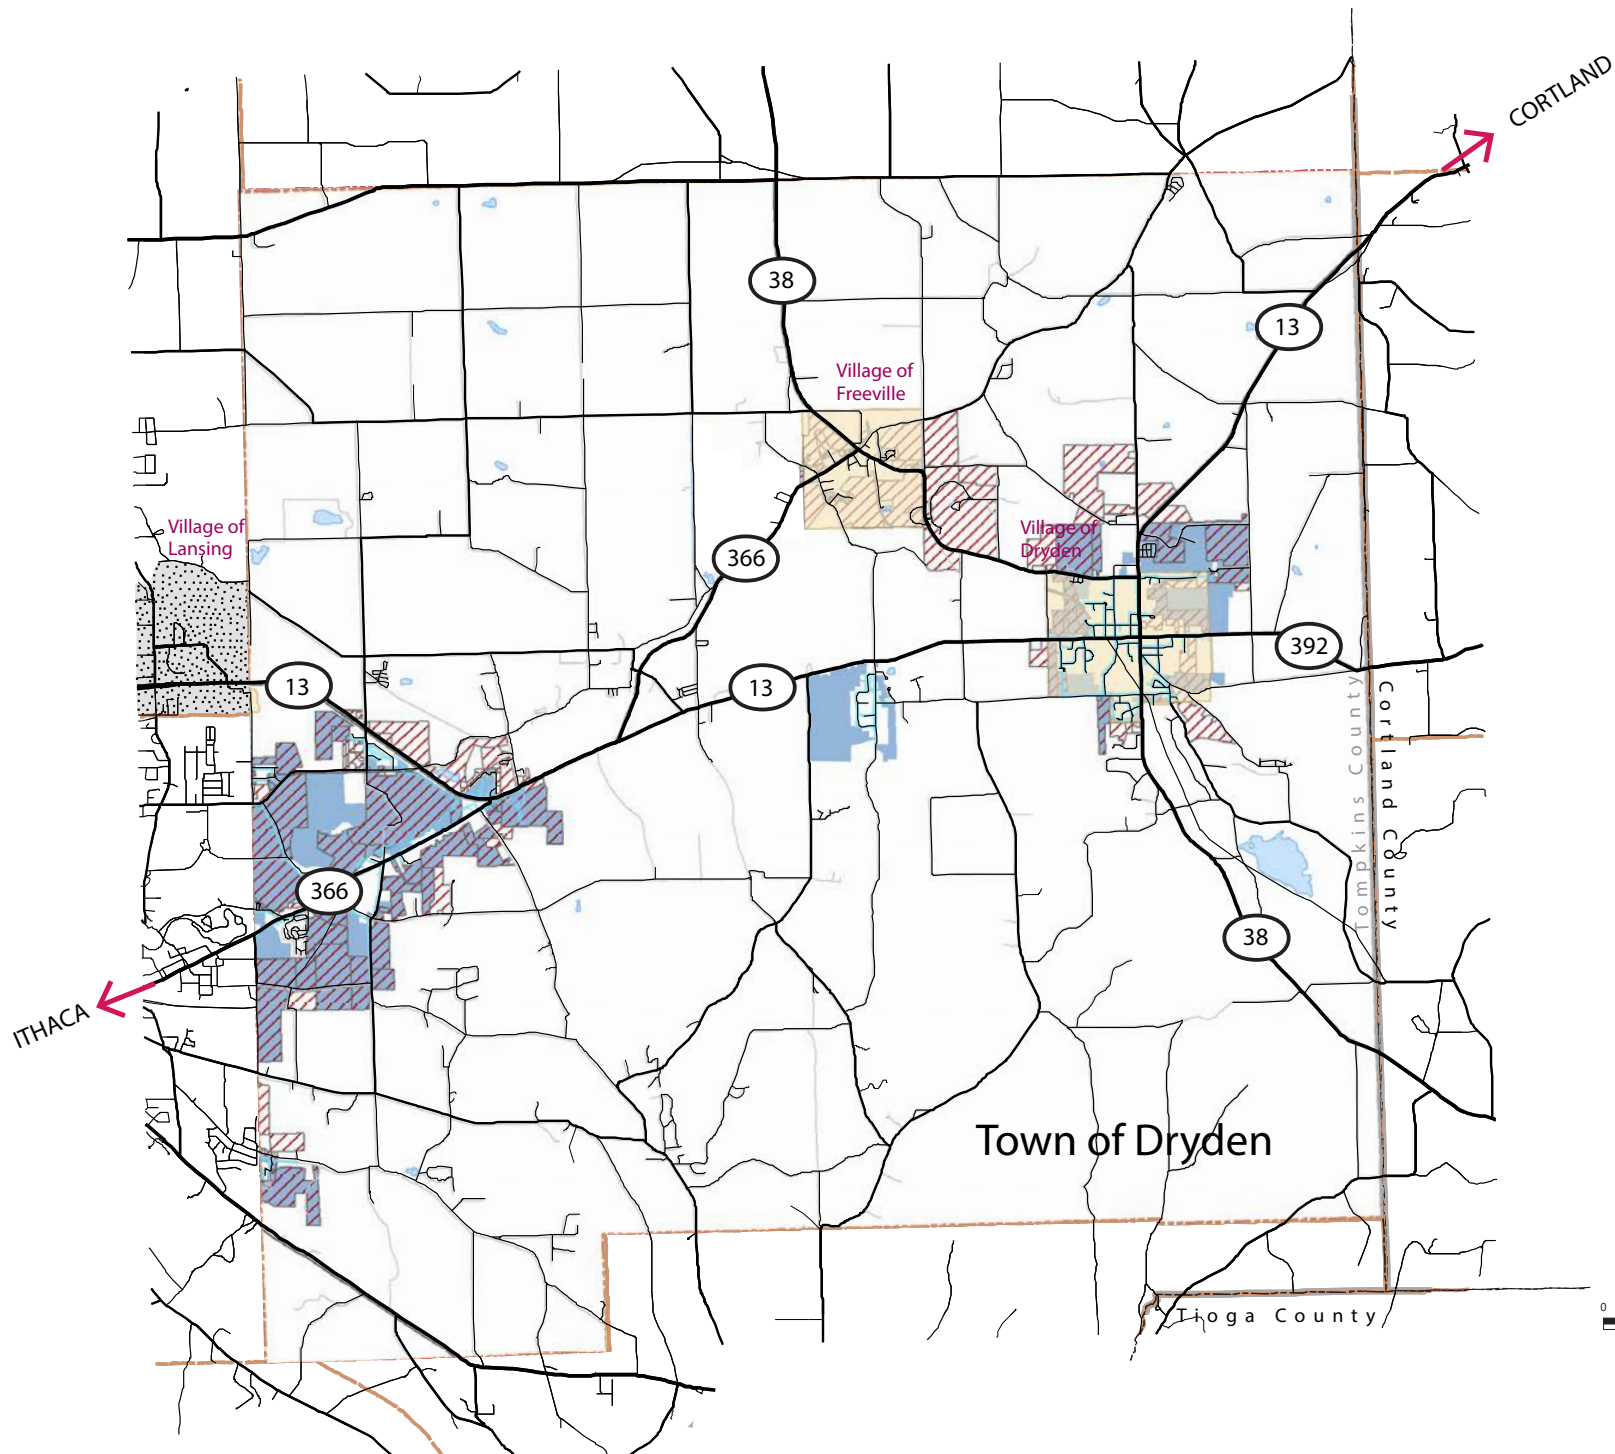 CORTLAND
38
13
Village of
Freeville
Village of
Lansing
Village of
Dryden
366
392
13
13
Tompkins County
Cortland County
366
38
ITHACA
Town of Dryden
Tioga County
0